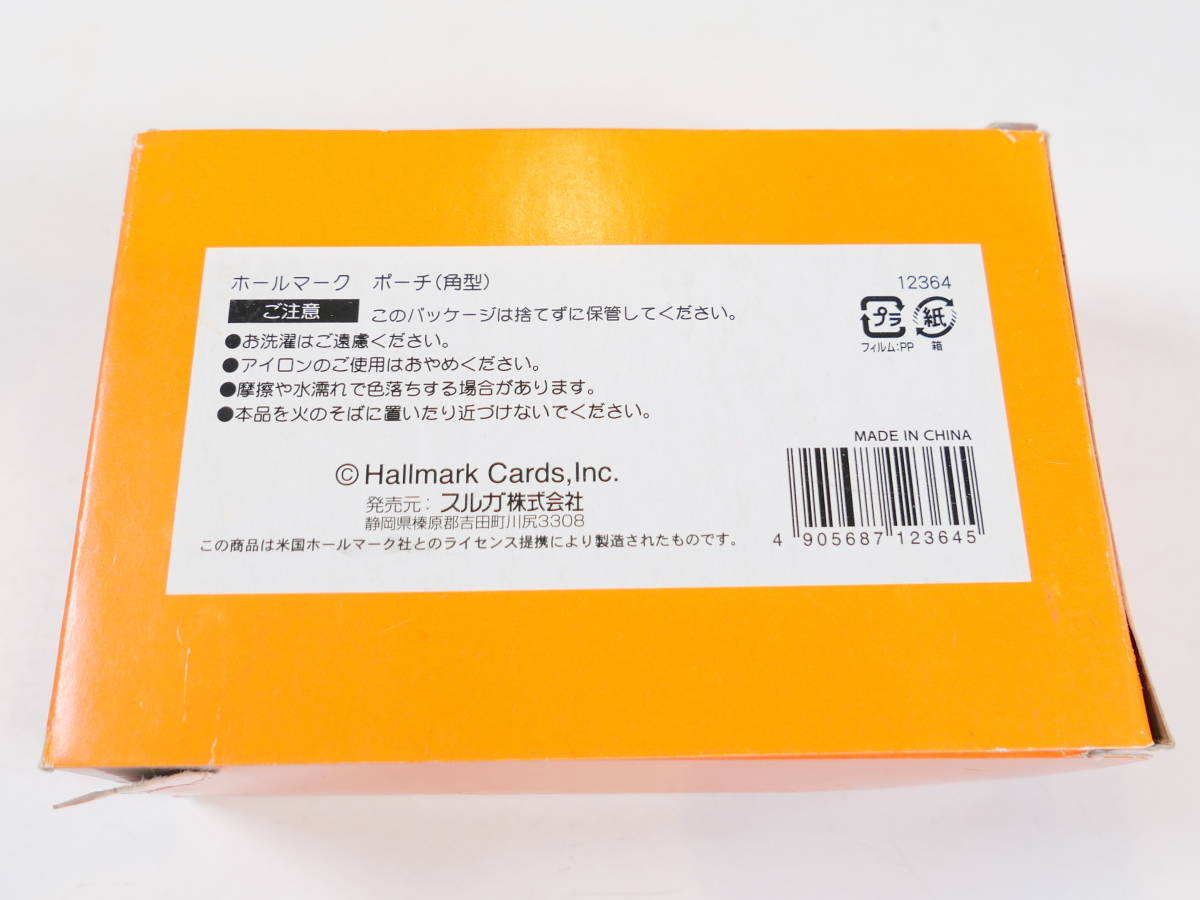 ホールマーク　ポーチ(角型)
12364
ご注意 このパッケージは捨てずに保管してください。
●お洗濯はご遠慮ください。
●アイロンのご使用はおやめください。
●摩擦や水濡れで色落ちする場合があります。
●本品を火のそばに置いたり近づけないでください。
プラ 紙
フィルム:PP 箱
MADE IN CHINA
©Hallmark Cards,Inc.
発売元：スルガ株式会社
静岡県榛原郡吉田町川尻3308
この商品は米国ホールマーク社とのライセンス提携により製造されたものです。
4 905687 123645